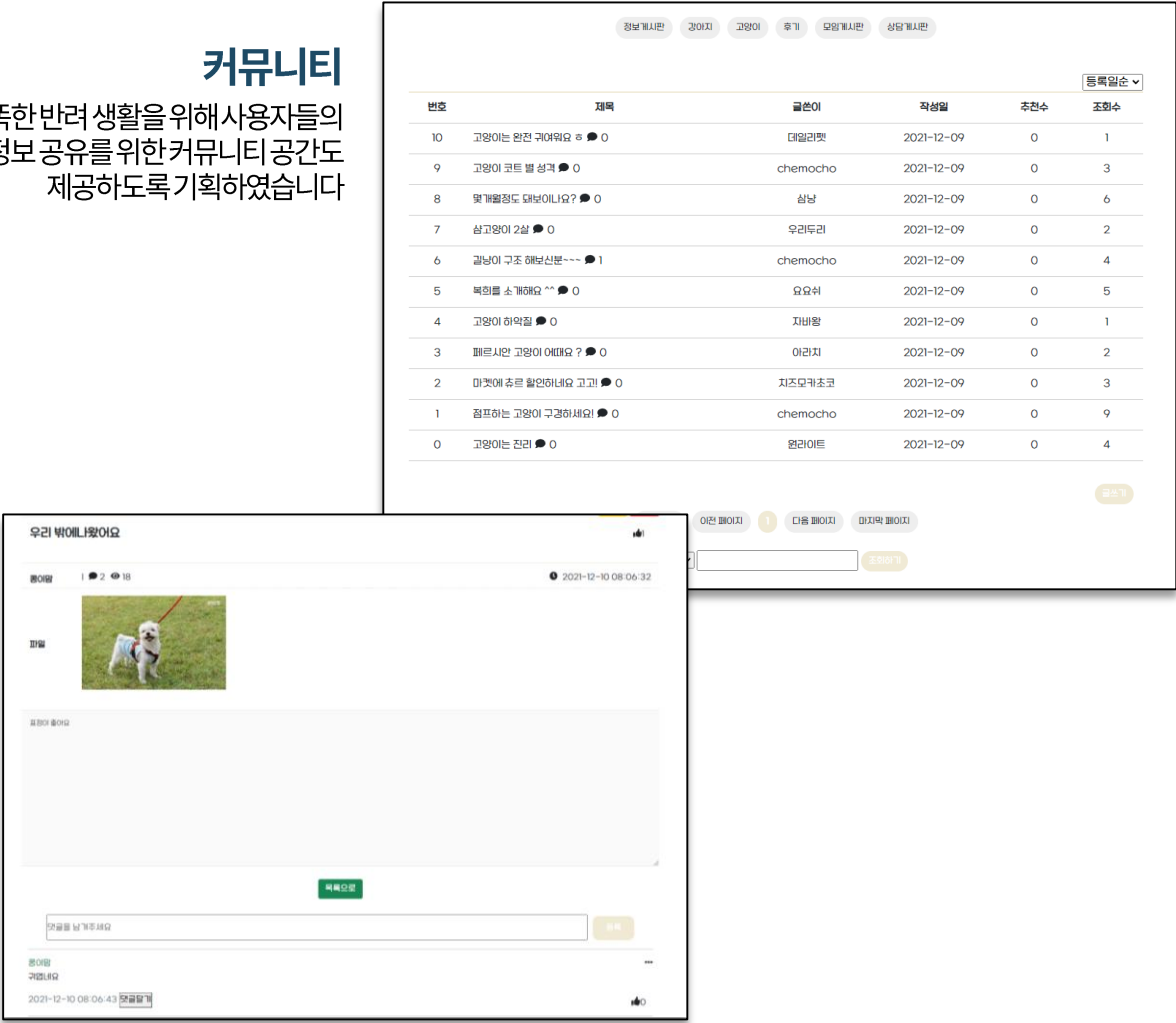 커뮤니티
한 반려 생활을 위해 사용자들의
정보 공유를 위한 커뮤니티 공간도
제공하도록 기획하였습니다
정보게시판 강아지 고양이 후기 모임게시판 상담게시판
등록일순
번호 제목 글쓴이 작성일 추천수 조회수
10 고양이는 완전 귀여워요 ㅎ 0 데일리펫 2021-12-09 0 1
9 고양이 코트 별 성격 0 chemocho 2021-12-09 0 3
8 몇개월정도 돼보이나요? 0 삼냥 2021-12-09 0 6
7 삼고양이 2살 0 우리두리 2021-12-09 0 2
6 길냥이 구조 해보신분~~~ 1 chemocho 2021-12-09 0 4
5 복희를 소개해요 ^^ 0 요요쉬 2021-12-09 0 5
4 고양이 하악질 0 자바왕 2021-12-09 0 1
3 페르시안 고양이 어때요 ? 0 아라치 2021-12-09 0 2
2 마켓에 츄르 할인하네요 고고! 0 치즈모카초코 2021-12-09 0 3
1 점프하는 고양이 구경하세요! 0 chemocho 2021-12-09 0 9
0 고양이는 진리 0 원라이트 2021-12-09 0 4
글쓰기
이전 페이지 1 다음 페이지 마지막 페이지
조회하기
우리 밖에나왔어요
1
콩이맘 | 2 18 2021-12-10 08:06:32
파일
표정이 좋아요
목록으로
댓글을 남겨주세요 등록
콩이맘
귀엽네요
2021-12-10 08:06:43 댓글달기 0